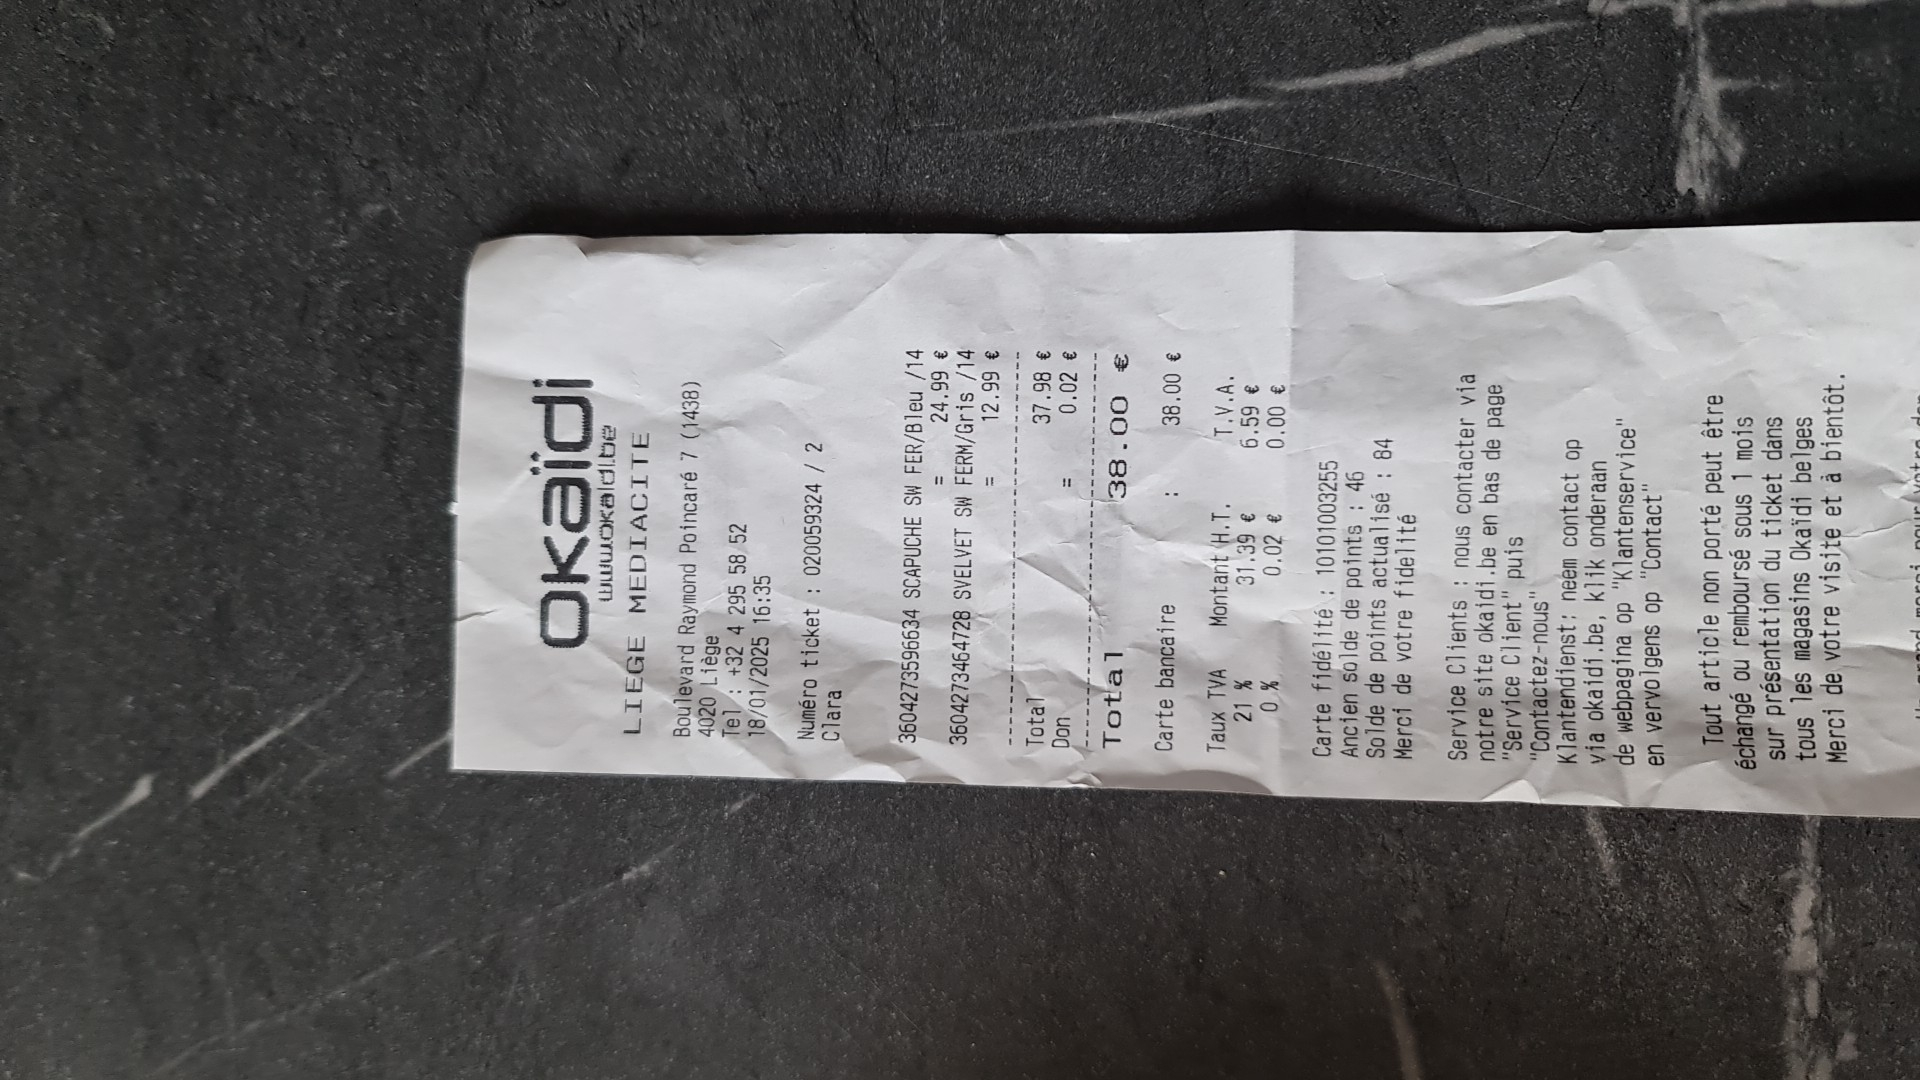 okaïdi
www.okaidi.be
LIEGE MEDIACITE
Boulevard Raymond Poincaré 7 (1438)
4020 Liège
Tel : +32 4 295 58 52
18/01/2025 16:35
Numéro ticket : 020059324 / 2
Clara
3604273596634 SCAPUCHE SW FER/Bleu /14
= 24.99 €
3604273464728 SVELVET SW FERM/Gris /14
= 12.99 €
Total 37.98 €
Don = 0.02 €
Total 38.00 €
Carte bancaire : 38.00 €
Taux TVA Montant H.T. T.V.A.
21 % 31.39 € 6.59 €
0 % 0.02 € 0.00 €
Carte fidélité : 10101003255
Ancien solde de points : 46
Solde de points actualisé : 84
Merci de votre fidelité
Service Clients : nous contacter via
notre site okaidi.be en bas de page
"Service Client" puis
"Contactez-nous"
Klantendienst: neem contact op
via okaidi.be, klik onderaan
de webpagina op "Klantenservice"
en vervolgens op "Contact"
Tout article non porté peut être
échangé ou remboursé sous 1 mois
sur présentation du ticket dans
tous les magasins Okaïdi belges
Merci de votre visite et à bientôt.